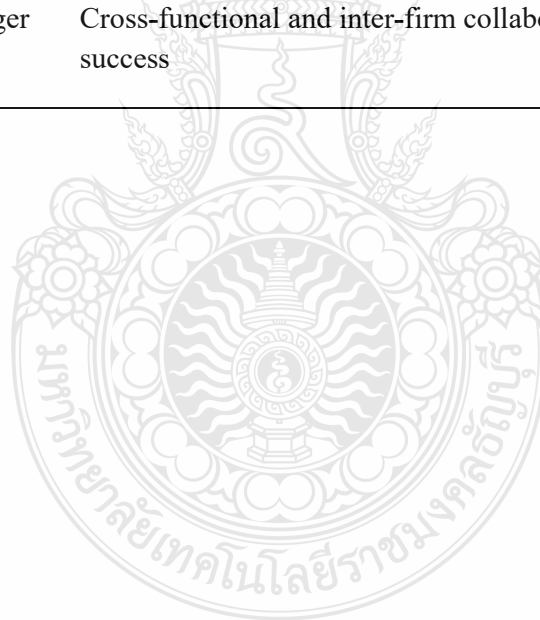 ger Cross-functional and inter-firm collabo
success
มหาวิทยาลัยเทคโนโลยีราชมงคลธัญบุรี